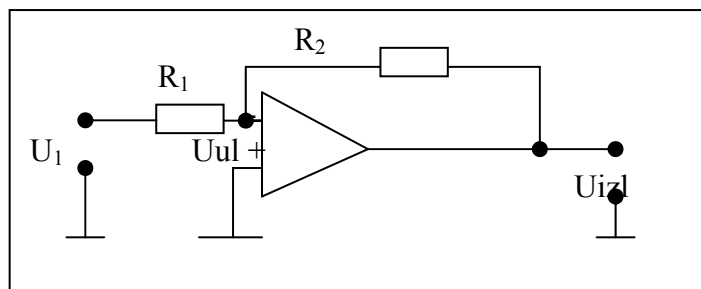 R₂
R₁
U₁
Uul +
Uizl